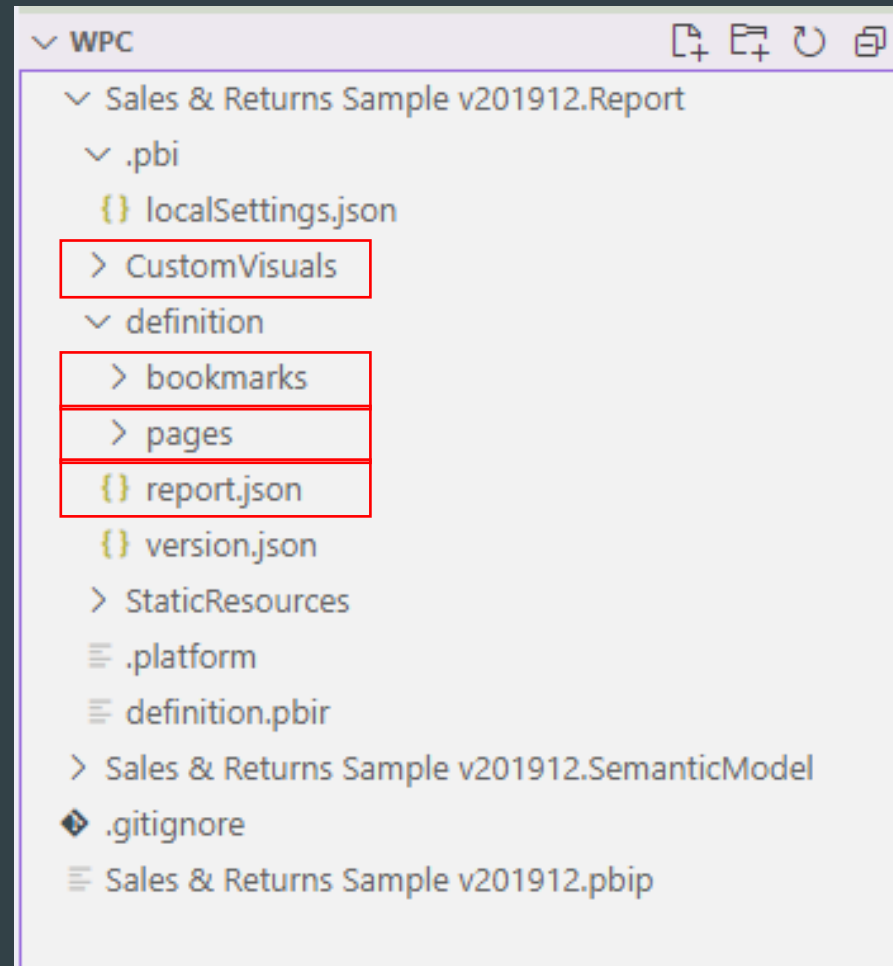 WPC
Sales & Returns Sample v201912.Report
.pbi
{} localSettings.json
CustomVisuals
definition
bookmarks
pages
{} report.json
{} version.json
StaticResources
.platform
definition.pbir
Sales & Returns Sample v201912.SemanticModel
.gitignore
Sales & Returns Sample v201912.pbip